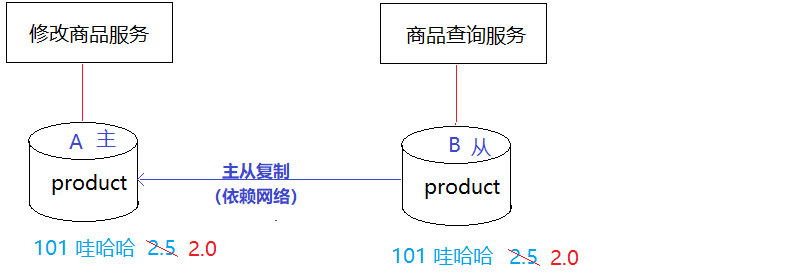 修改商品服务
商品查询服务
A 主
B 从
product
主从复制
(依赖网络)
product
101 哇哈哈 2.5 2.0
101 哇哈哈 2.5 2.0